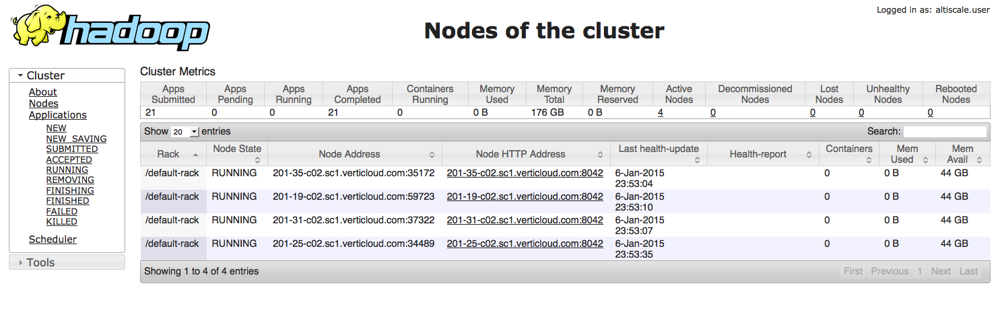 Logged in as: altiscale.user
hadoop
Nodes of the cluster
Cluster
About
Nodes
Applications
NEW
NEW_SAVING
SUBMITTED
ACCEPTED
RUNNING
REMOVING
FINISHING
FINISHED
FAILED
KILLED
Scheduler
Tools
Cluster Metrics
Apps Submitted Apps Pending Apps Running Apps Completed Containers Running Memory Used Memory Total Memory Reserved Active Nodes Decommissioned Nodes Lost Nodes Unhealthy Nodes Rebooted Nodes
21 0 0 21 0 0 B 176 GB 0 B 4 0 0 0 0
Show 20 entries Search:
Rack Node State Node Address Node HTTP Address Last health-update Health-report Containers Mem Used Mem Avail
/default-rack RUNNING 201-35-c02.sc1.verticloud.com:35172 201-35-c02.sc1.verticloud.com:8042 6-Jan-2015 23:53:04 0 0 B 44 GB
/default-rack RUNNING 201-19-c02.sc1.verticloud.com:59723 201-19-c02.sc1.verticloud.com:8042 6-Jan-2015 23:53:10 0 0 B 44 GB
/default-rack RUNNING 201-31-c02.sc1.verticloud.com:37322 201-31-c02.sc1.verticloud.com:8042 6-Jan-2015 23:53:07 0 0 B 44 GB
/default-rack RUNNING 201-25-c02.sc1.verticloud.com:34489 201-25-c02.sc1.verticloud.com:8042 6-Jan-2015 23:53:35 0 0 B 44 GB
Showing 1 to 4 of 4 entries First Previous 1 Next Last